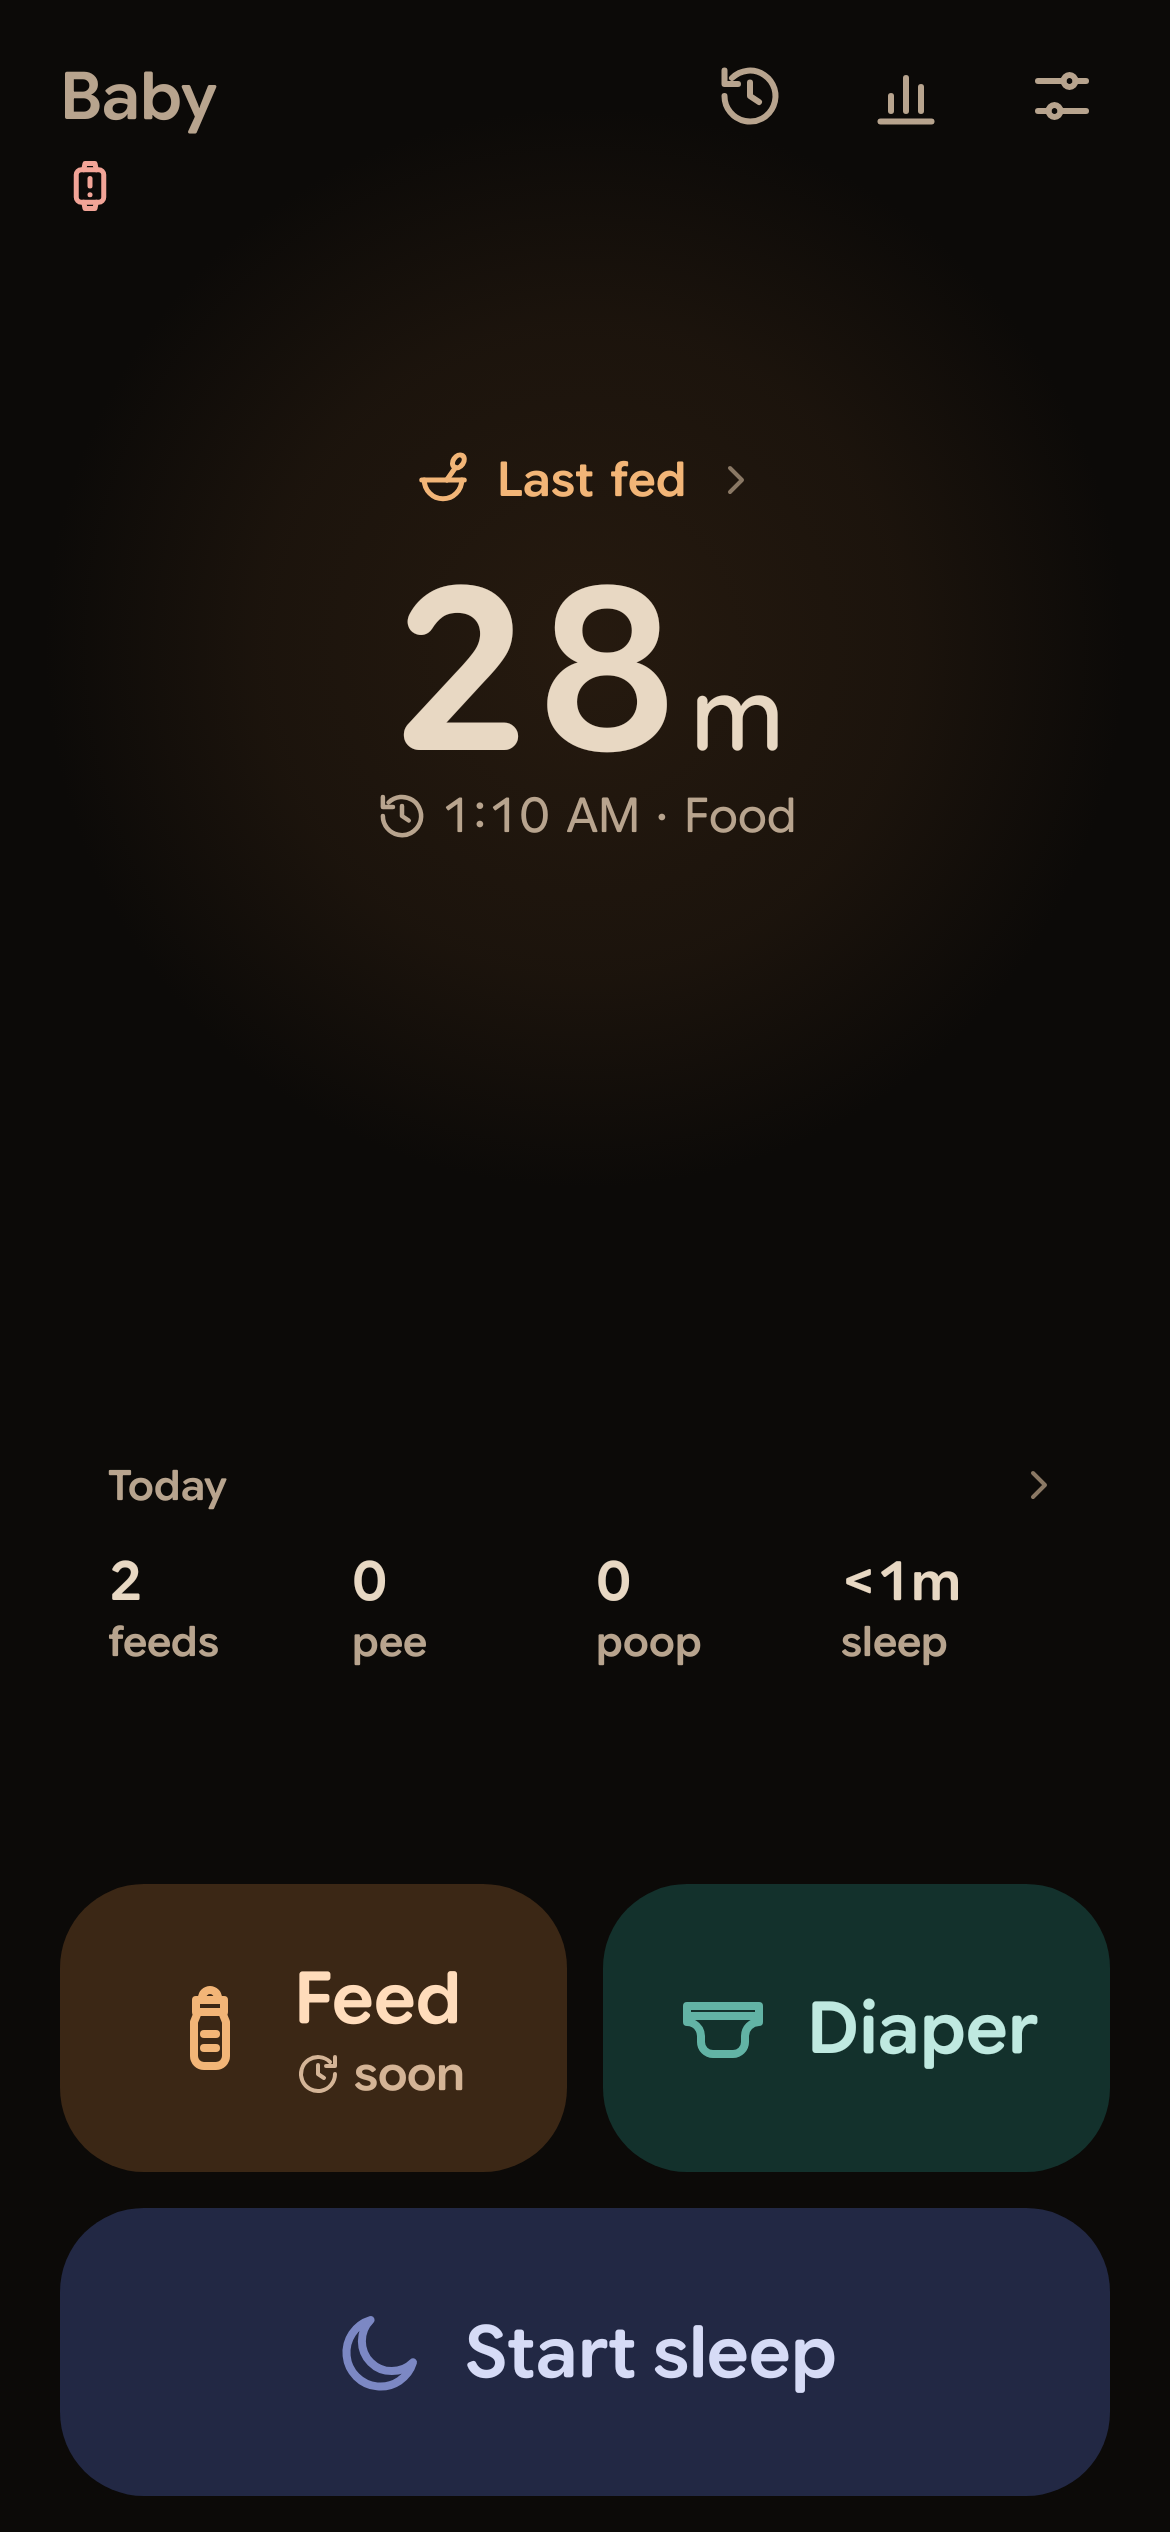 Baby
Last fed
28m
1:10 AM · Food
Today
2 0 0 <1m
feeds pee poop sleep
Feed
soon
Diaper
Start sleep